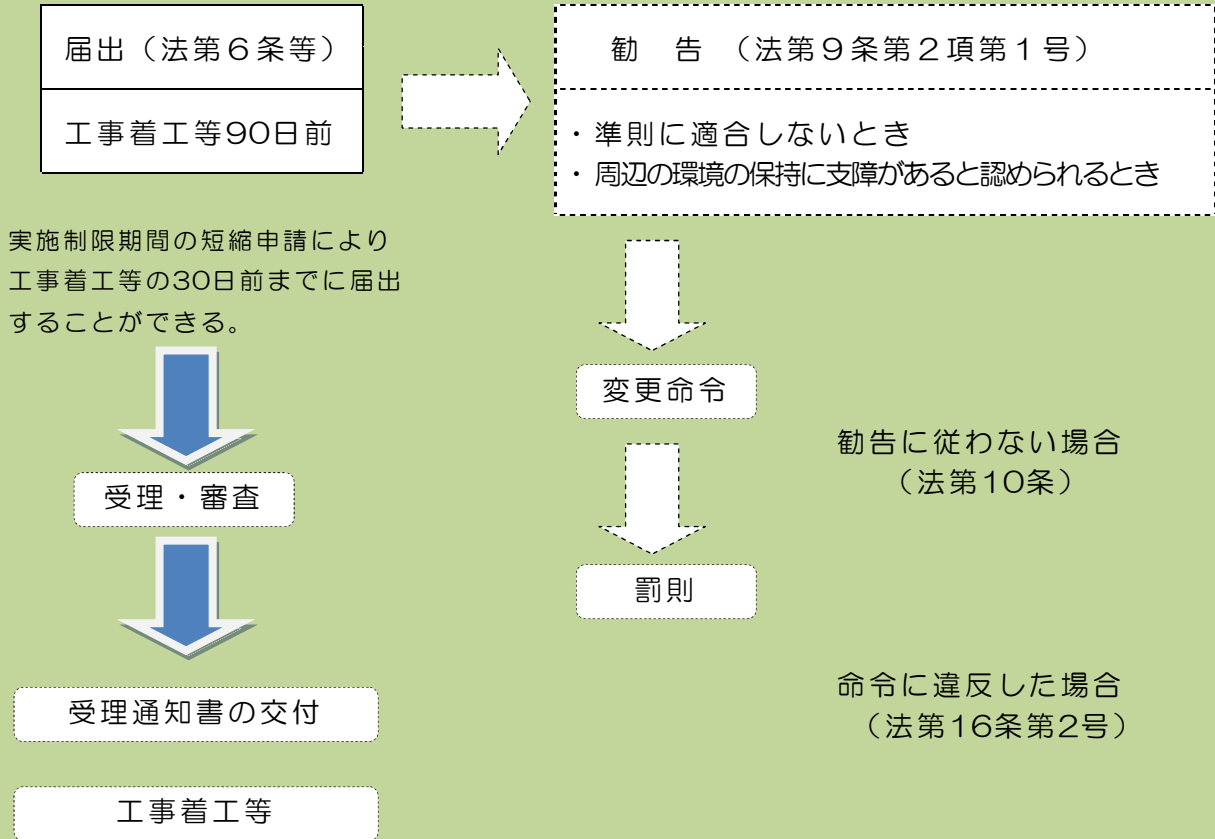 届出（法第６条等）
工事着工等90日前
勧　告　（法第９条第２項第１号）
・準則に適合しないとき
・周辺の環境の保持に支障があると認められるとき
実施制限期間の短縮申請により
工事着工等の30日前までに届出
することができる。
受理・審査
受理通知書の交付
工事着工等
変更命令
勧告に従わない場合
（法第10条）
罰則
命令に違反した場合
（法第16条第2号）